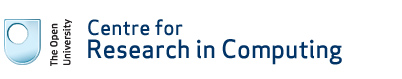 The Open
University
Centre for
Research in Computing